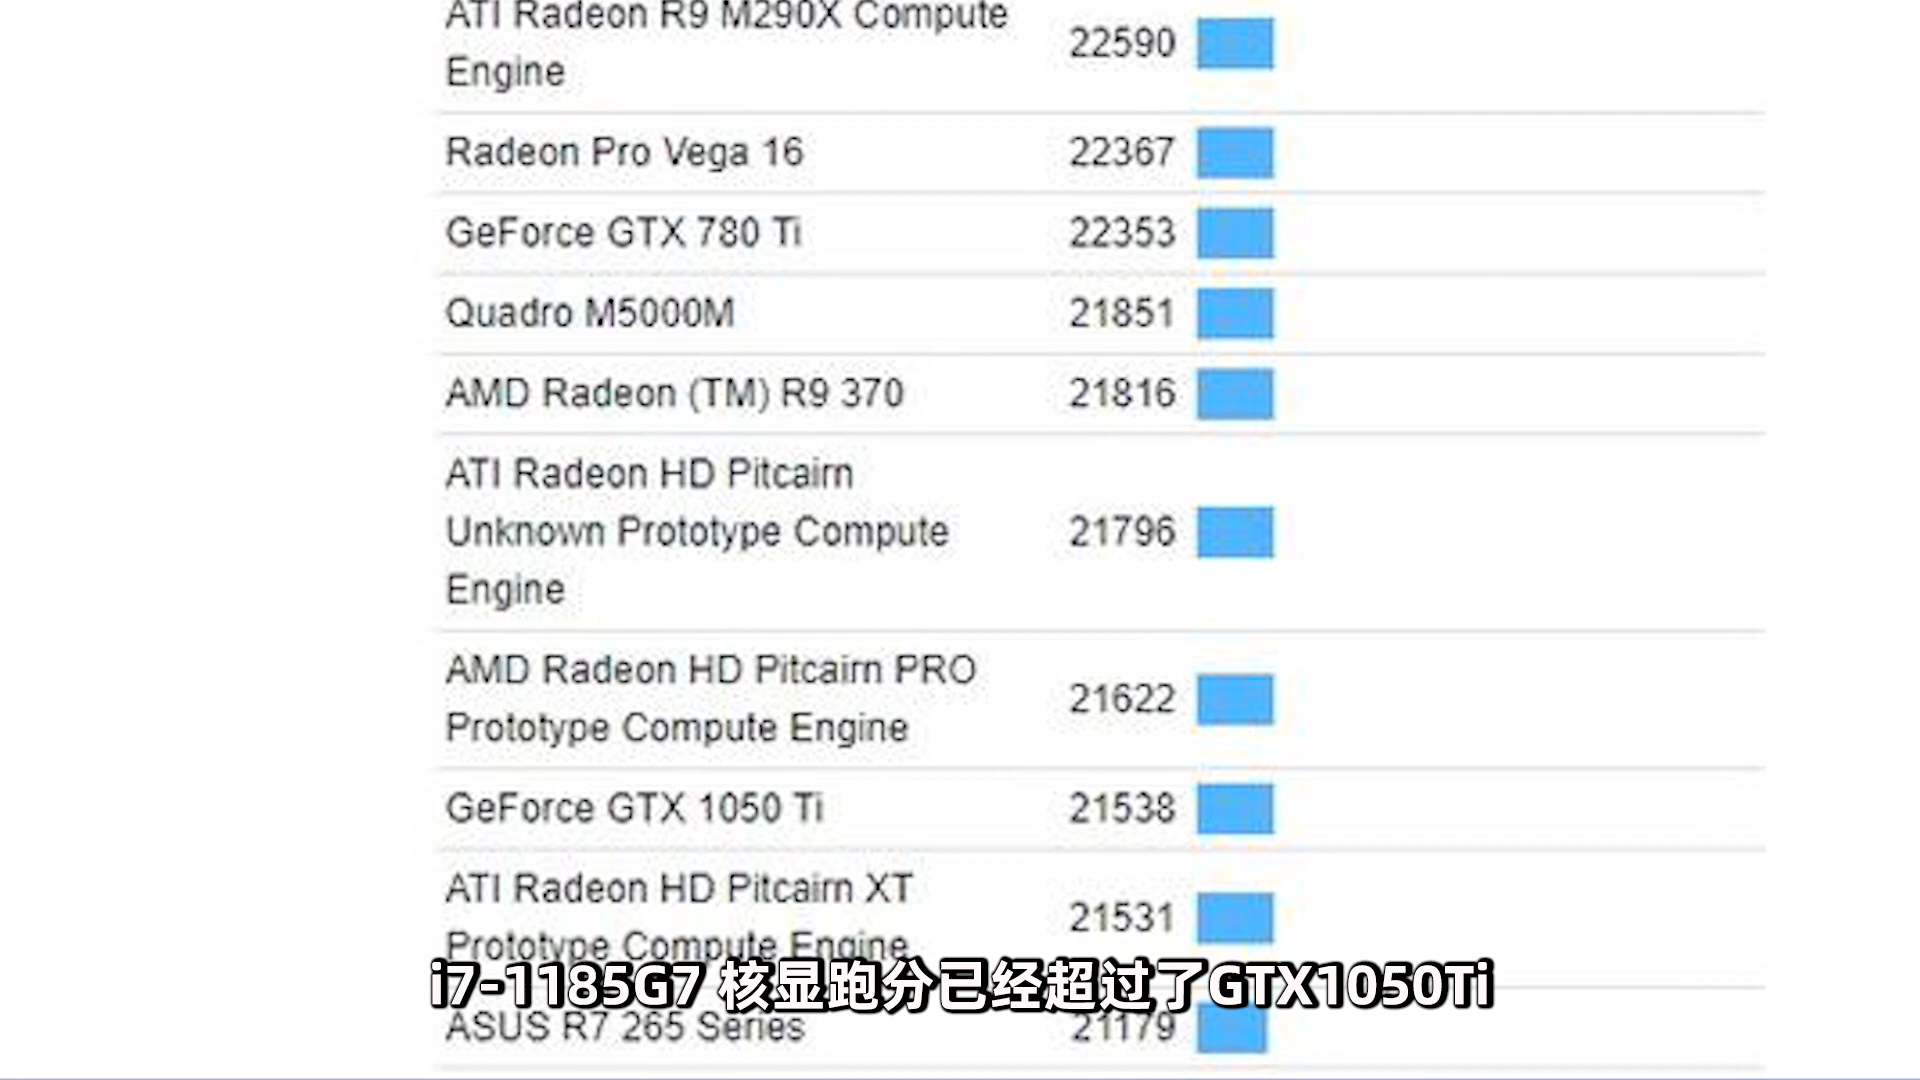 ATI Radeon R9 M290X Compute
Engine
22590
Radeon Pro Vega 16 22367
GeForce GTX 780 Ti 22353
Quadro M5000M 21851
AMD Radeon (TM) R9 370 21816
ATI Radeon HD Pitcairn
Unknown Prototype Compute
Engine
21796
AMD Radeon HD Pitcairn PRO
Prototype Compute Engine
21622
GeForce GTX 1050 Ti 21538
ATI Radeon HD Pitcairn XT
Prototype Compute Engine
21531
i7-1185G7 核显跑分已经超过了GTX1050Ti
ASUS R7 265 Series 21179